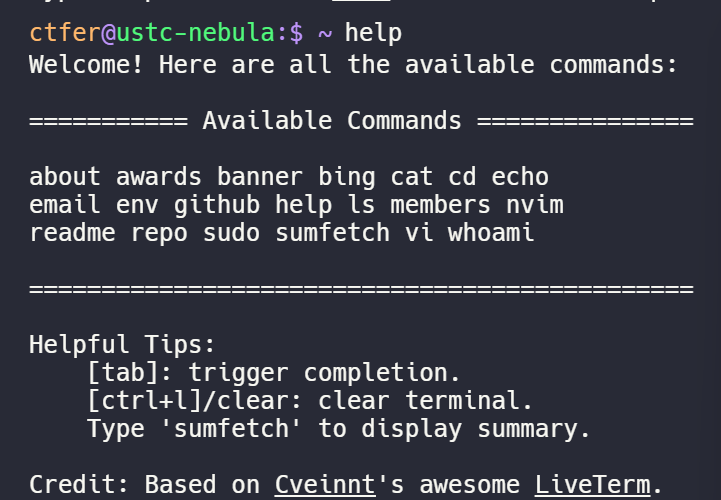 ctfer@ustc-nebula:$ ~ help
Welcome! Here are all the available commands:
=========== Available Commands ===============
about awards banner bing cat cd echo
email env github help ls members nvim
readme repo sudo sumfetch vi whoami
==============================================
Helpful Tips:
[tab]: trigger completion.
[ctrl+l]/clear: clear terminal.
Type 'sumfetch' to display summary.
Credit: Based on Cveinnt's awesome LiveTerm.